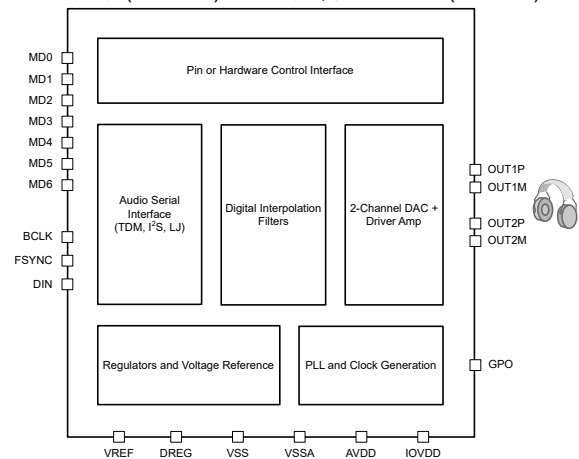 Pin or Hardware Control Interface
MD0
MD1
MD2
MD3
MD4
MD5
MD6
BCLK
FSYNC
DIN
Audio Serial
Interface
(TDM, I²S, LJ)
Digital Interpolation
Filters
2-Channel DAC +
Driver Amp
OUT1P
OUT1M
OUT2P
OUT2M
Regulators and Voltage Reference
PLL and Clock Generation
GPO
VREF
DREG
VSS
VSSA
AVDD
IOVDD